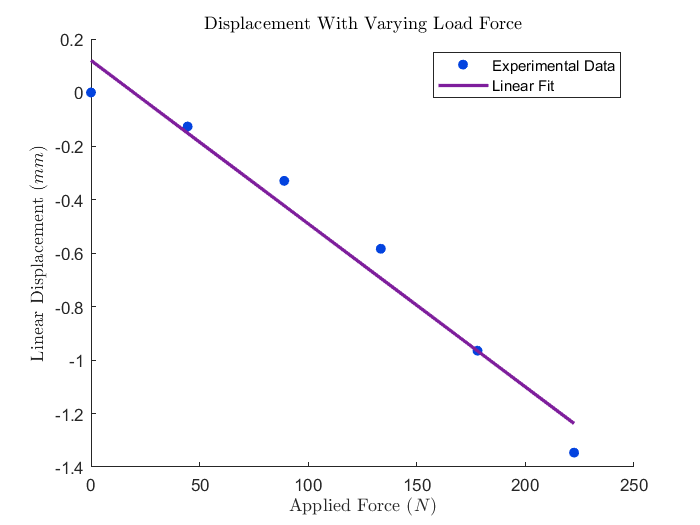 Displacement With Varying Load Force
Experimental Data
Linear Fit
0.2
0
-0.2
-0.4
-0.6
-0.8
-1
-1.2
-1.4
Linear Displacement (mm)
0 50 100 150 200 250
Applied Force (N)